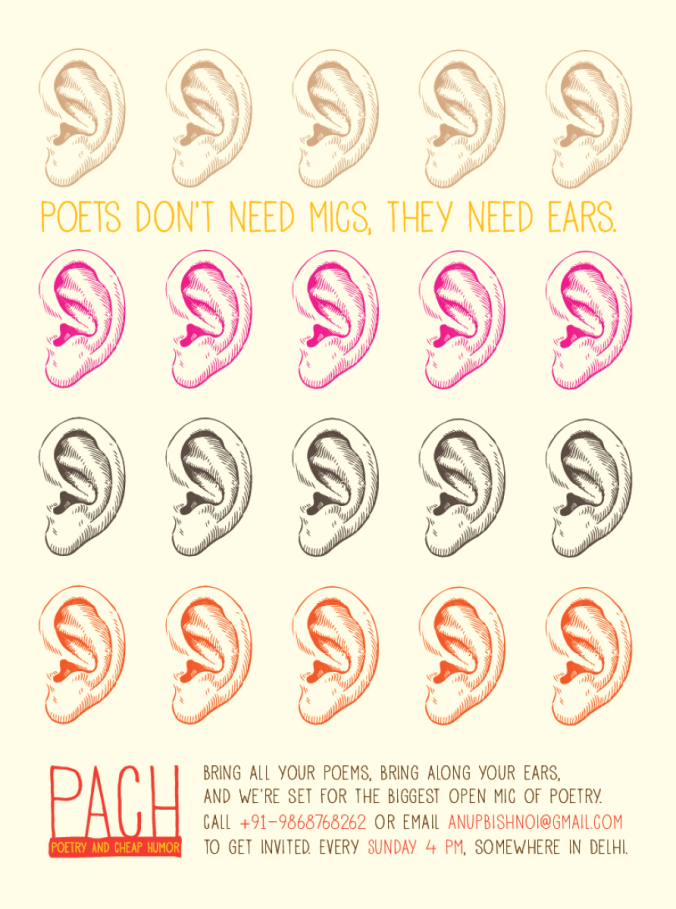 POETS DON'T NEED MICS, THEY NEED EARS.
PACH
POETRY AND CHEAP HUMOR
BRING ALL YOUR POEMS, BRING ALONG YOUR EARS,
AND WE'RE SET FOR THE BIGGEST OPEN MIC OF POETRY.
CALL +91-9868768262 OR EMAIL ANUPBISHNOI@GMAIL.COM
TO GET INVITED. EVERY SUNDAY 4 PM, SOMEWHERE IN DELHI.